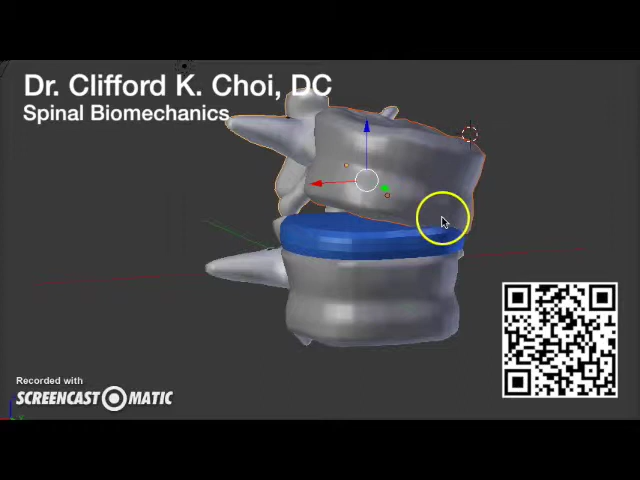 Dr. Clifford K. Choi, DC
Spinal Biomechanics
Recorded with
SCREENCAST MATIC